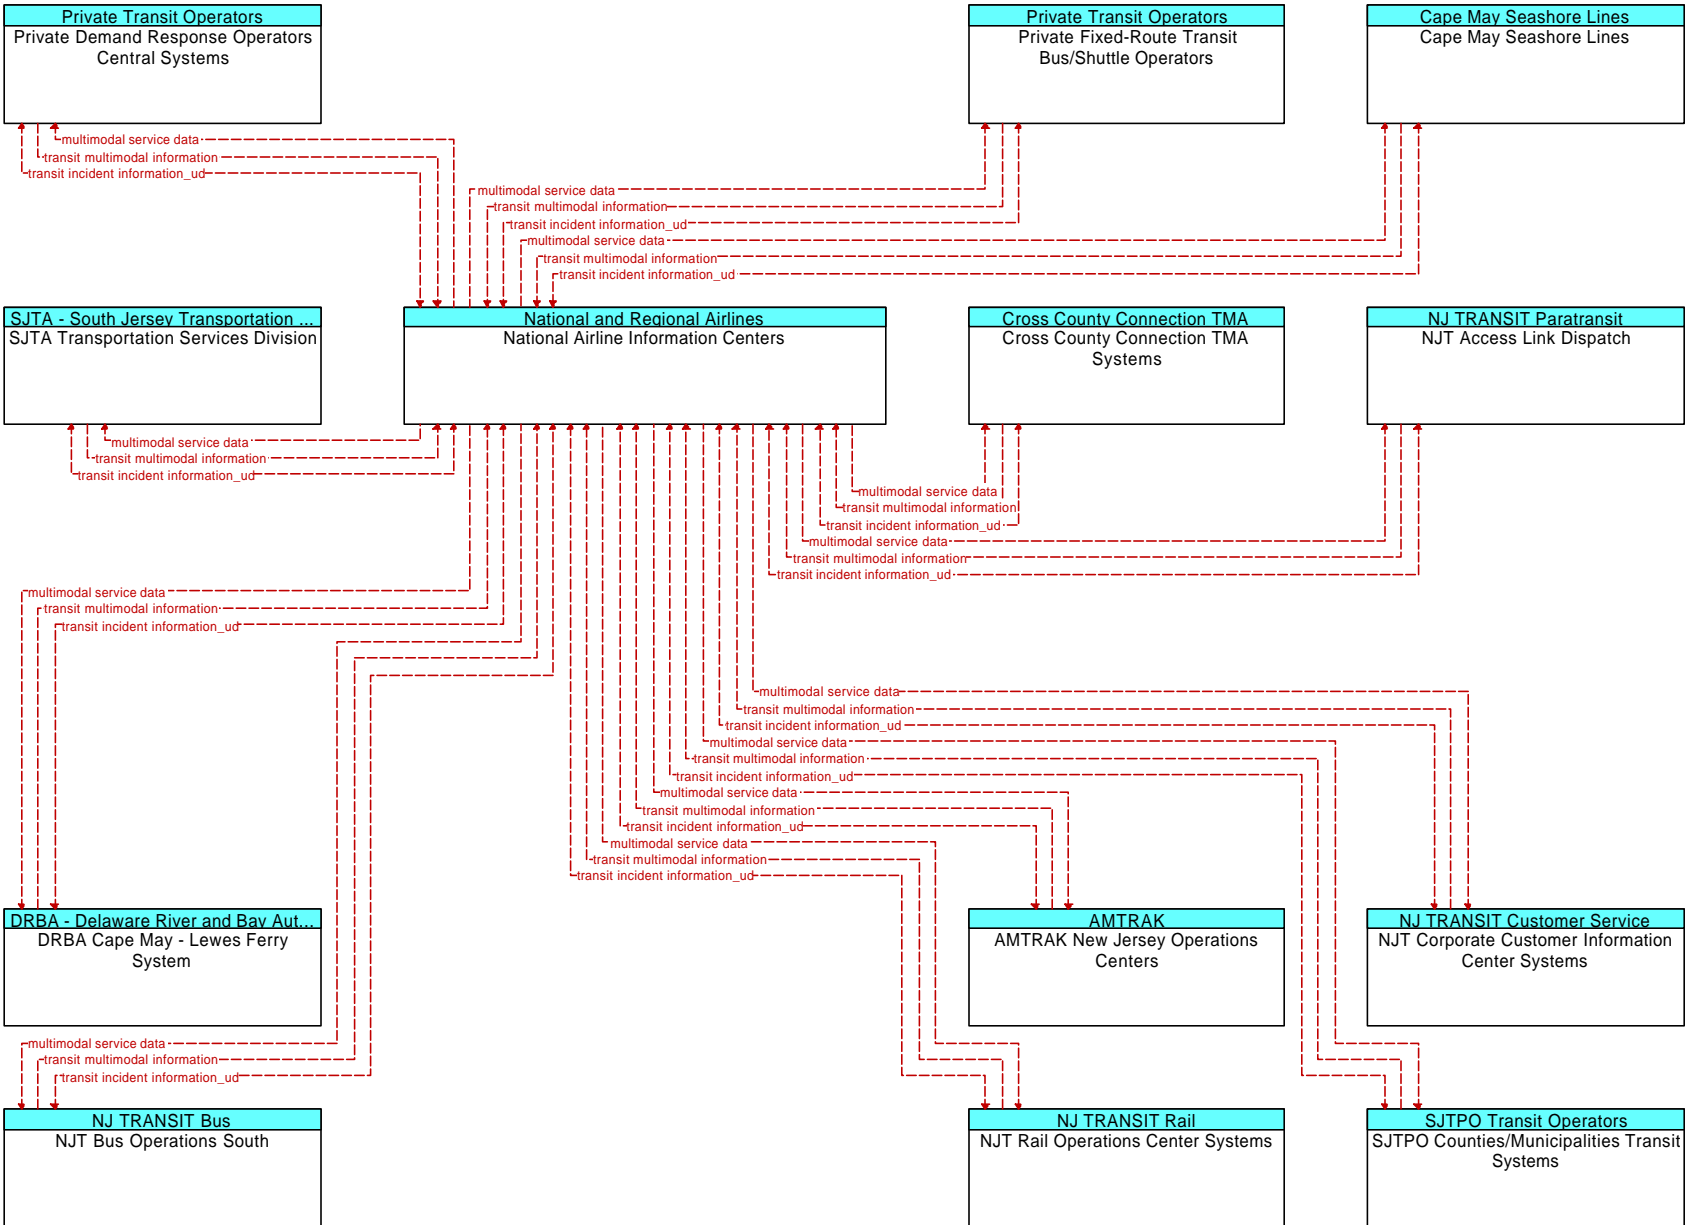 Private Transit Operators
Private Demand Response Operators
Central Systems
Private Transit Operators
Private Fixed-Route Transit
Bus/Shuttle Operators
Cape May Seashore Lines
Cape May Seashore Lines
multimodal service data
transit multimodal information
transit incident information_ud
multimodal service data
transit multimodal information
transit incident information_ud
multimodal service data
transit multimodal information
transit incident information_ud
SJTA - South Jersey Transportation ...
SJTA Transportation Services Division
National and Regional Airlines
National Airline Information Centers
Cross County Connection TMA
Cross County Connection TMA
Systems
NJ TRANSIT Paratransit
NJT Access Link Dispatch
multimodal service data
transit multimodal information
transit incident information_ud
multimodal service data
transit multimodal information
transit incident information_ud
multimodal service data
transit multimodal information
transit incident information_ud
multimodal service data
transit multimodal information
transit incident information_ud
multimodal service data
transit multimodal information
transit incident information_ud
multimodal service data
transit multimodal information
transit incident information_ud
multimodal service data
transit multimodal information
transit incident information_ud
multimodal service data
transit multimodal information
transit incident information_ud
DRBA - Delaware River and Bay Aut...
DRBA Cape May - Lewes Ferry
System
AMTRAK
AMTRAK New Jersey Operations
Centers
NJ TRANSIT Customer Service
NJT Corporate Customer Information
Center Systems
multimodal service data
transit multimodal information
transit incident information_ud
NJ TRANSIT Bus
NJT Bus Operations South
NJ TRANSIT Rail
NJT Rail Operations Center Systems
SJTPO Transit Operators
SJTPO Counties/Municipalities Transit
Systems